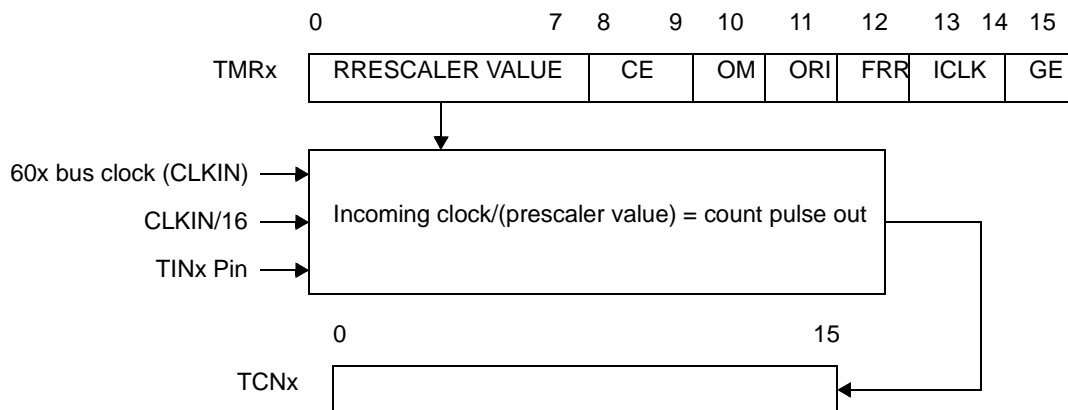 0 7 8 9 10 11 12 13 14 15
TMRx RRESCALER VALUE CE OM ORI FRR ICLK GE
60x bus clock (CLKIN)
CLKIN/16
TINx Pin
Incoming clock/(prescaler value) = count pulse out
0 15
TCNx